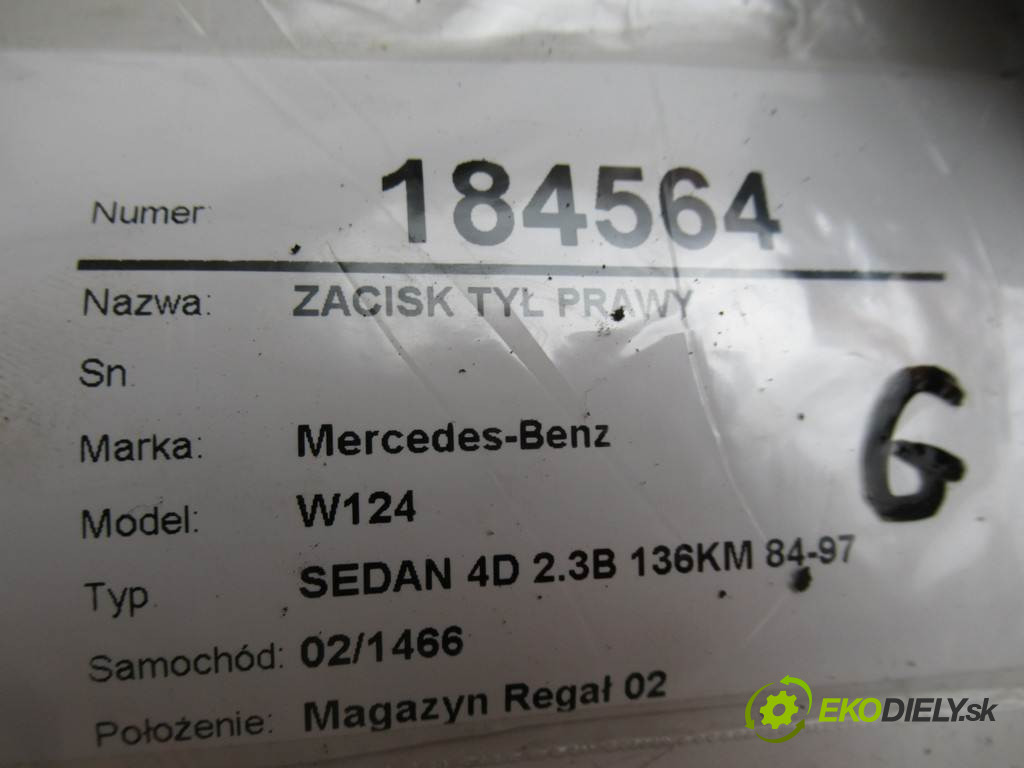 Numer: 184564
Nazwa: ZACISK TYŁ PRAWY
Sn
Marka: Mercedes-Benz
G
Model: W124
Typ SEDAN 4D 2.3B 136KM 84-97
Samochód: 02/1466
Położenie: Magazyn Regał 02
EKODIELY.sk